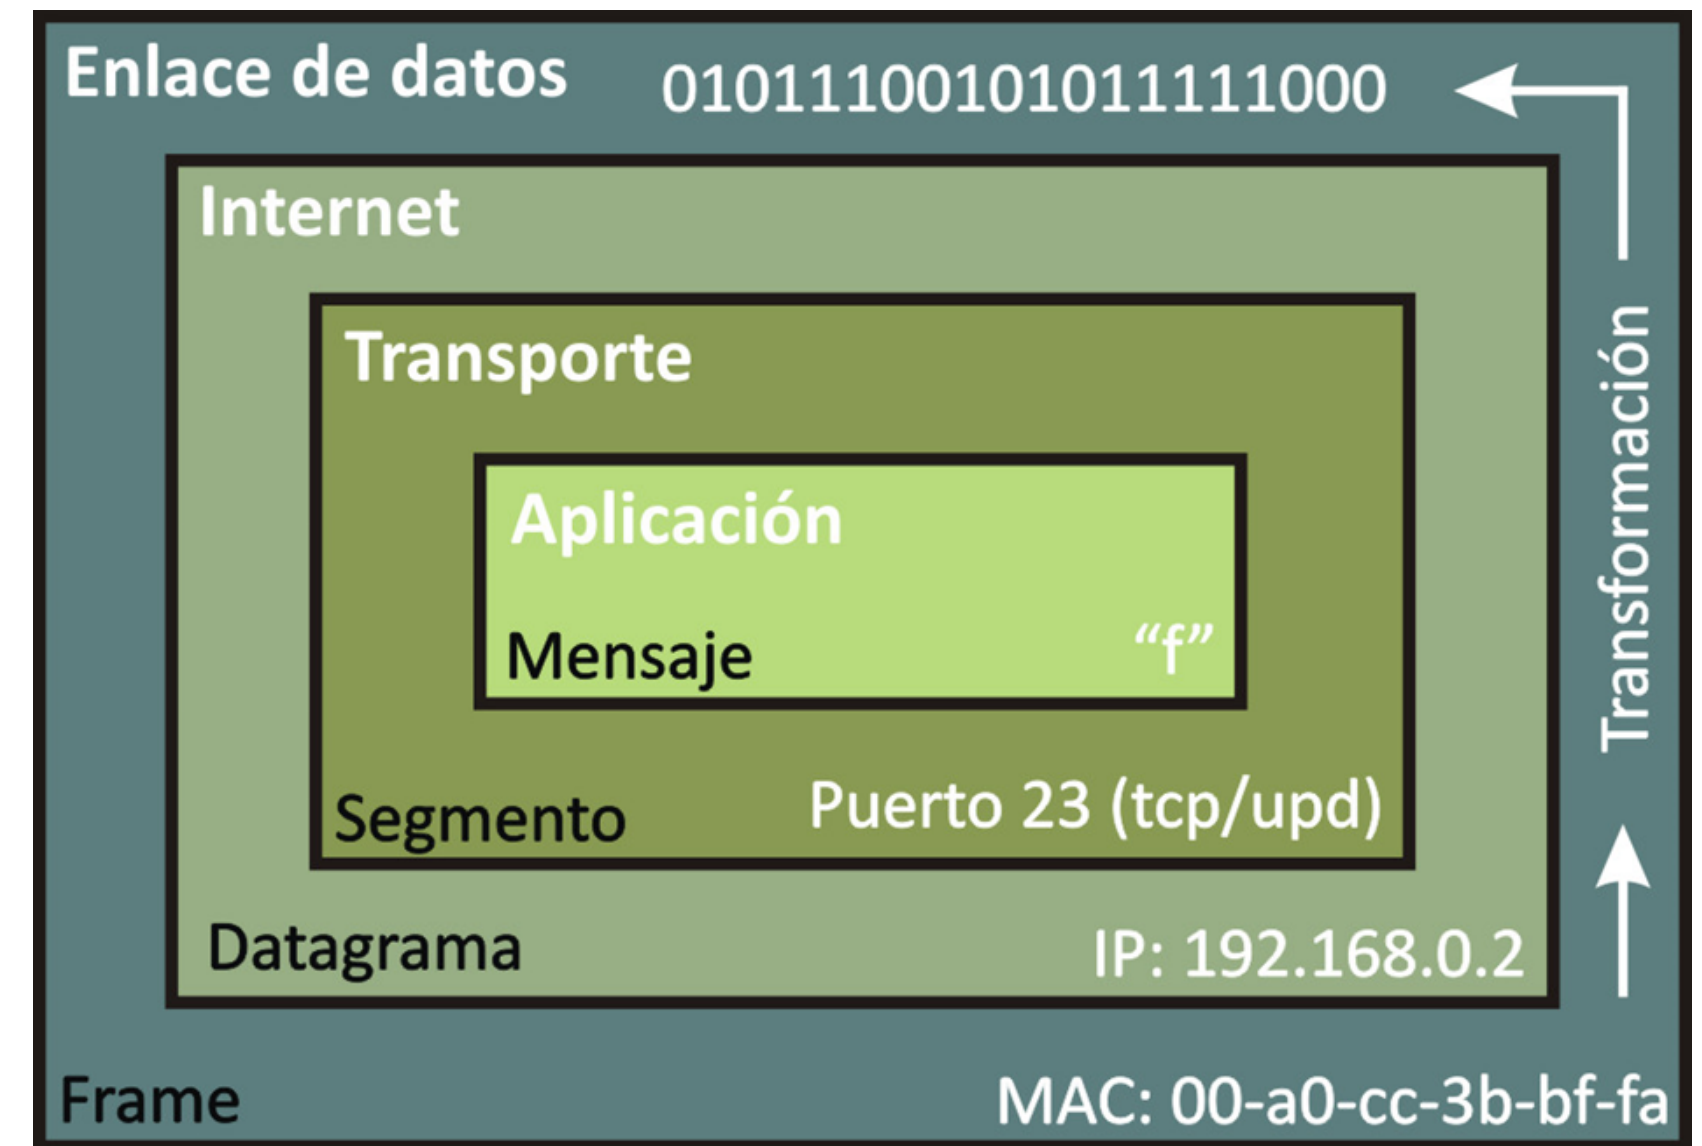 Enlace de datos
010111001010111111000
Internet
Transporte
Aplicación
Mensaje
“f”
Segmento
Puerto 23 (tcp/upd)
Datagrama
IP: 192.168.0.2
Frame
MAC: 00-a0-cc-3b-bf-fa
Transformación